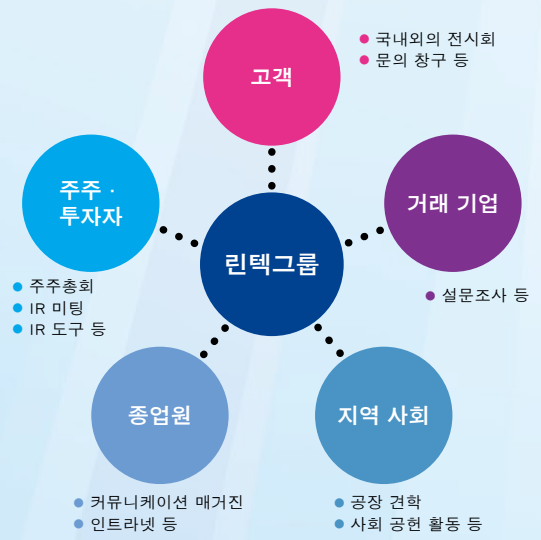 고객
국내외의 전시회
문의 창구 등
주주 ·
투자자
주주총회
IR 미팅
IR 도구 등
린텍그룹
거래 기업
설문조사 등
종업원
커뮤니케이션 매거진
인트라넷 등
지역 사회
공장 견학
사회 공헌 활동 등